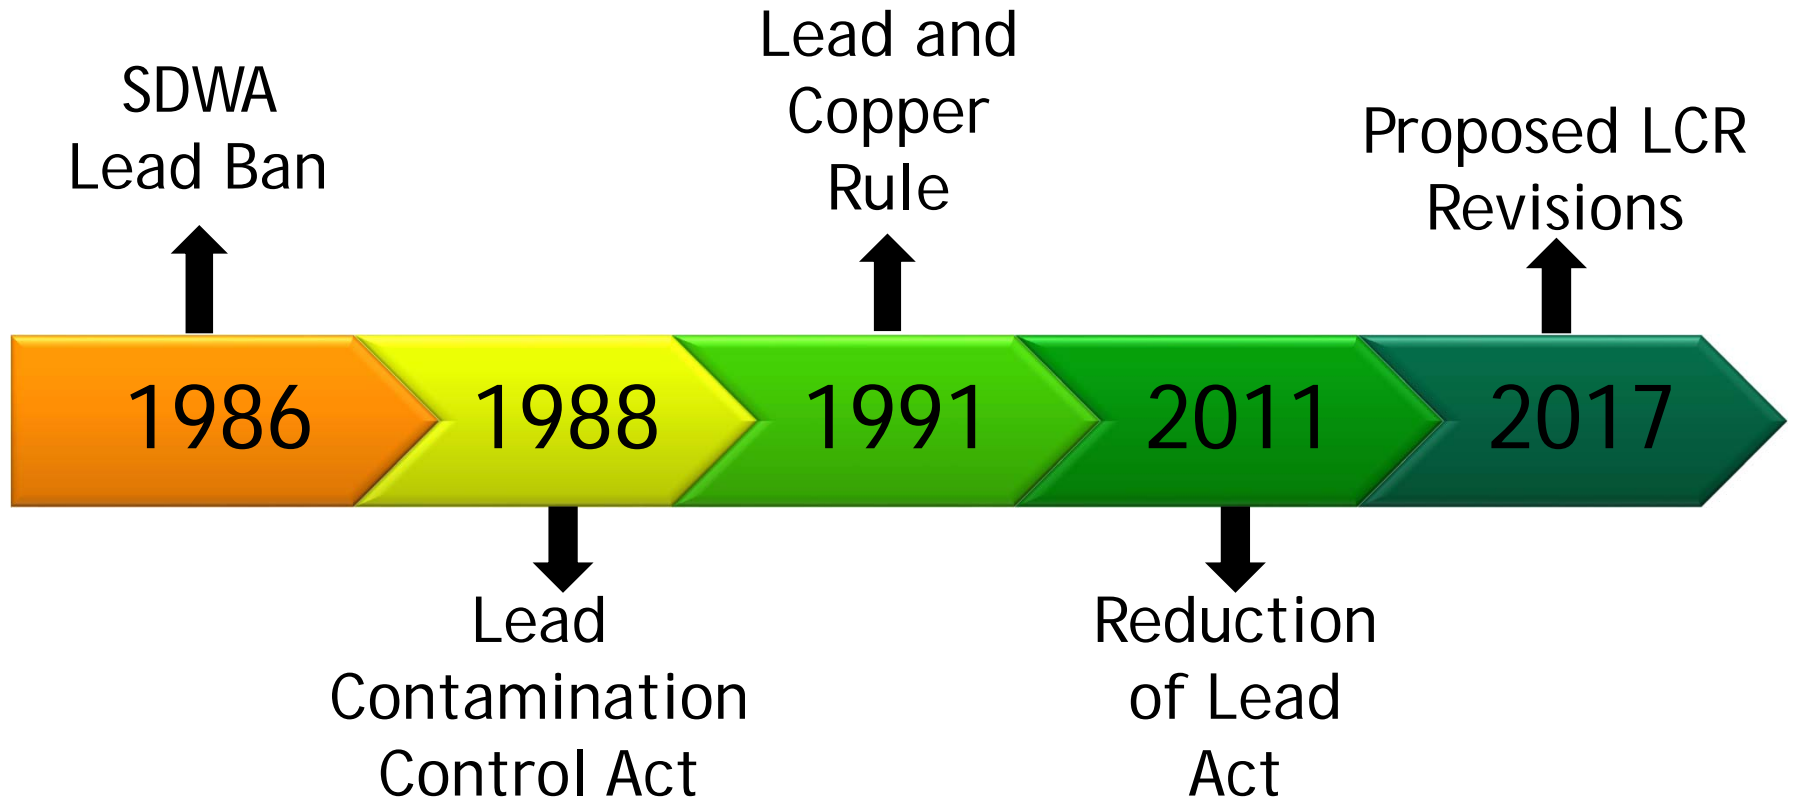 SDWA
Lead Ban
Lead and
Copper
Rule
Proposed LCR
Revisions
1986
1988
1991
2011
2017
Lead
Contamination
Control Act
Reduction
of Lead
Act